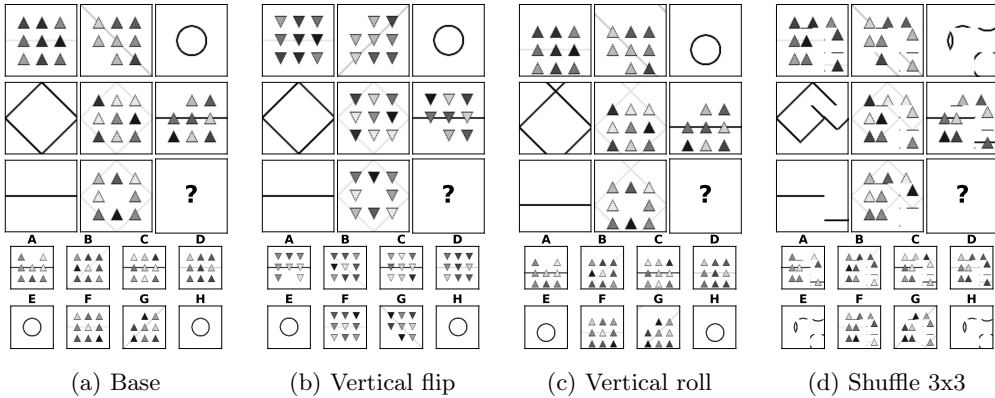 ? ? ? ?
A B C D A B C D A B C D A B C D
E F G H E F G H E F G H E F G H
(a) Base (b) Vertical flip (c) Vertical roll (d) Shuffle 3x3